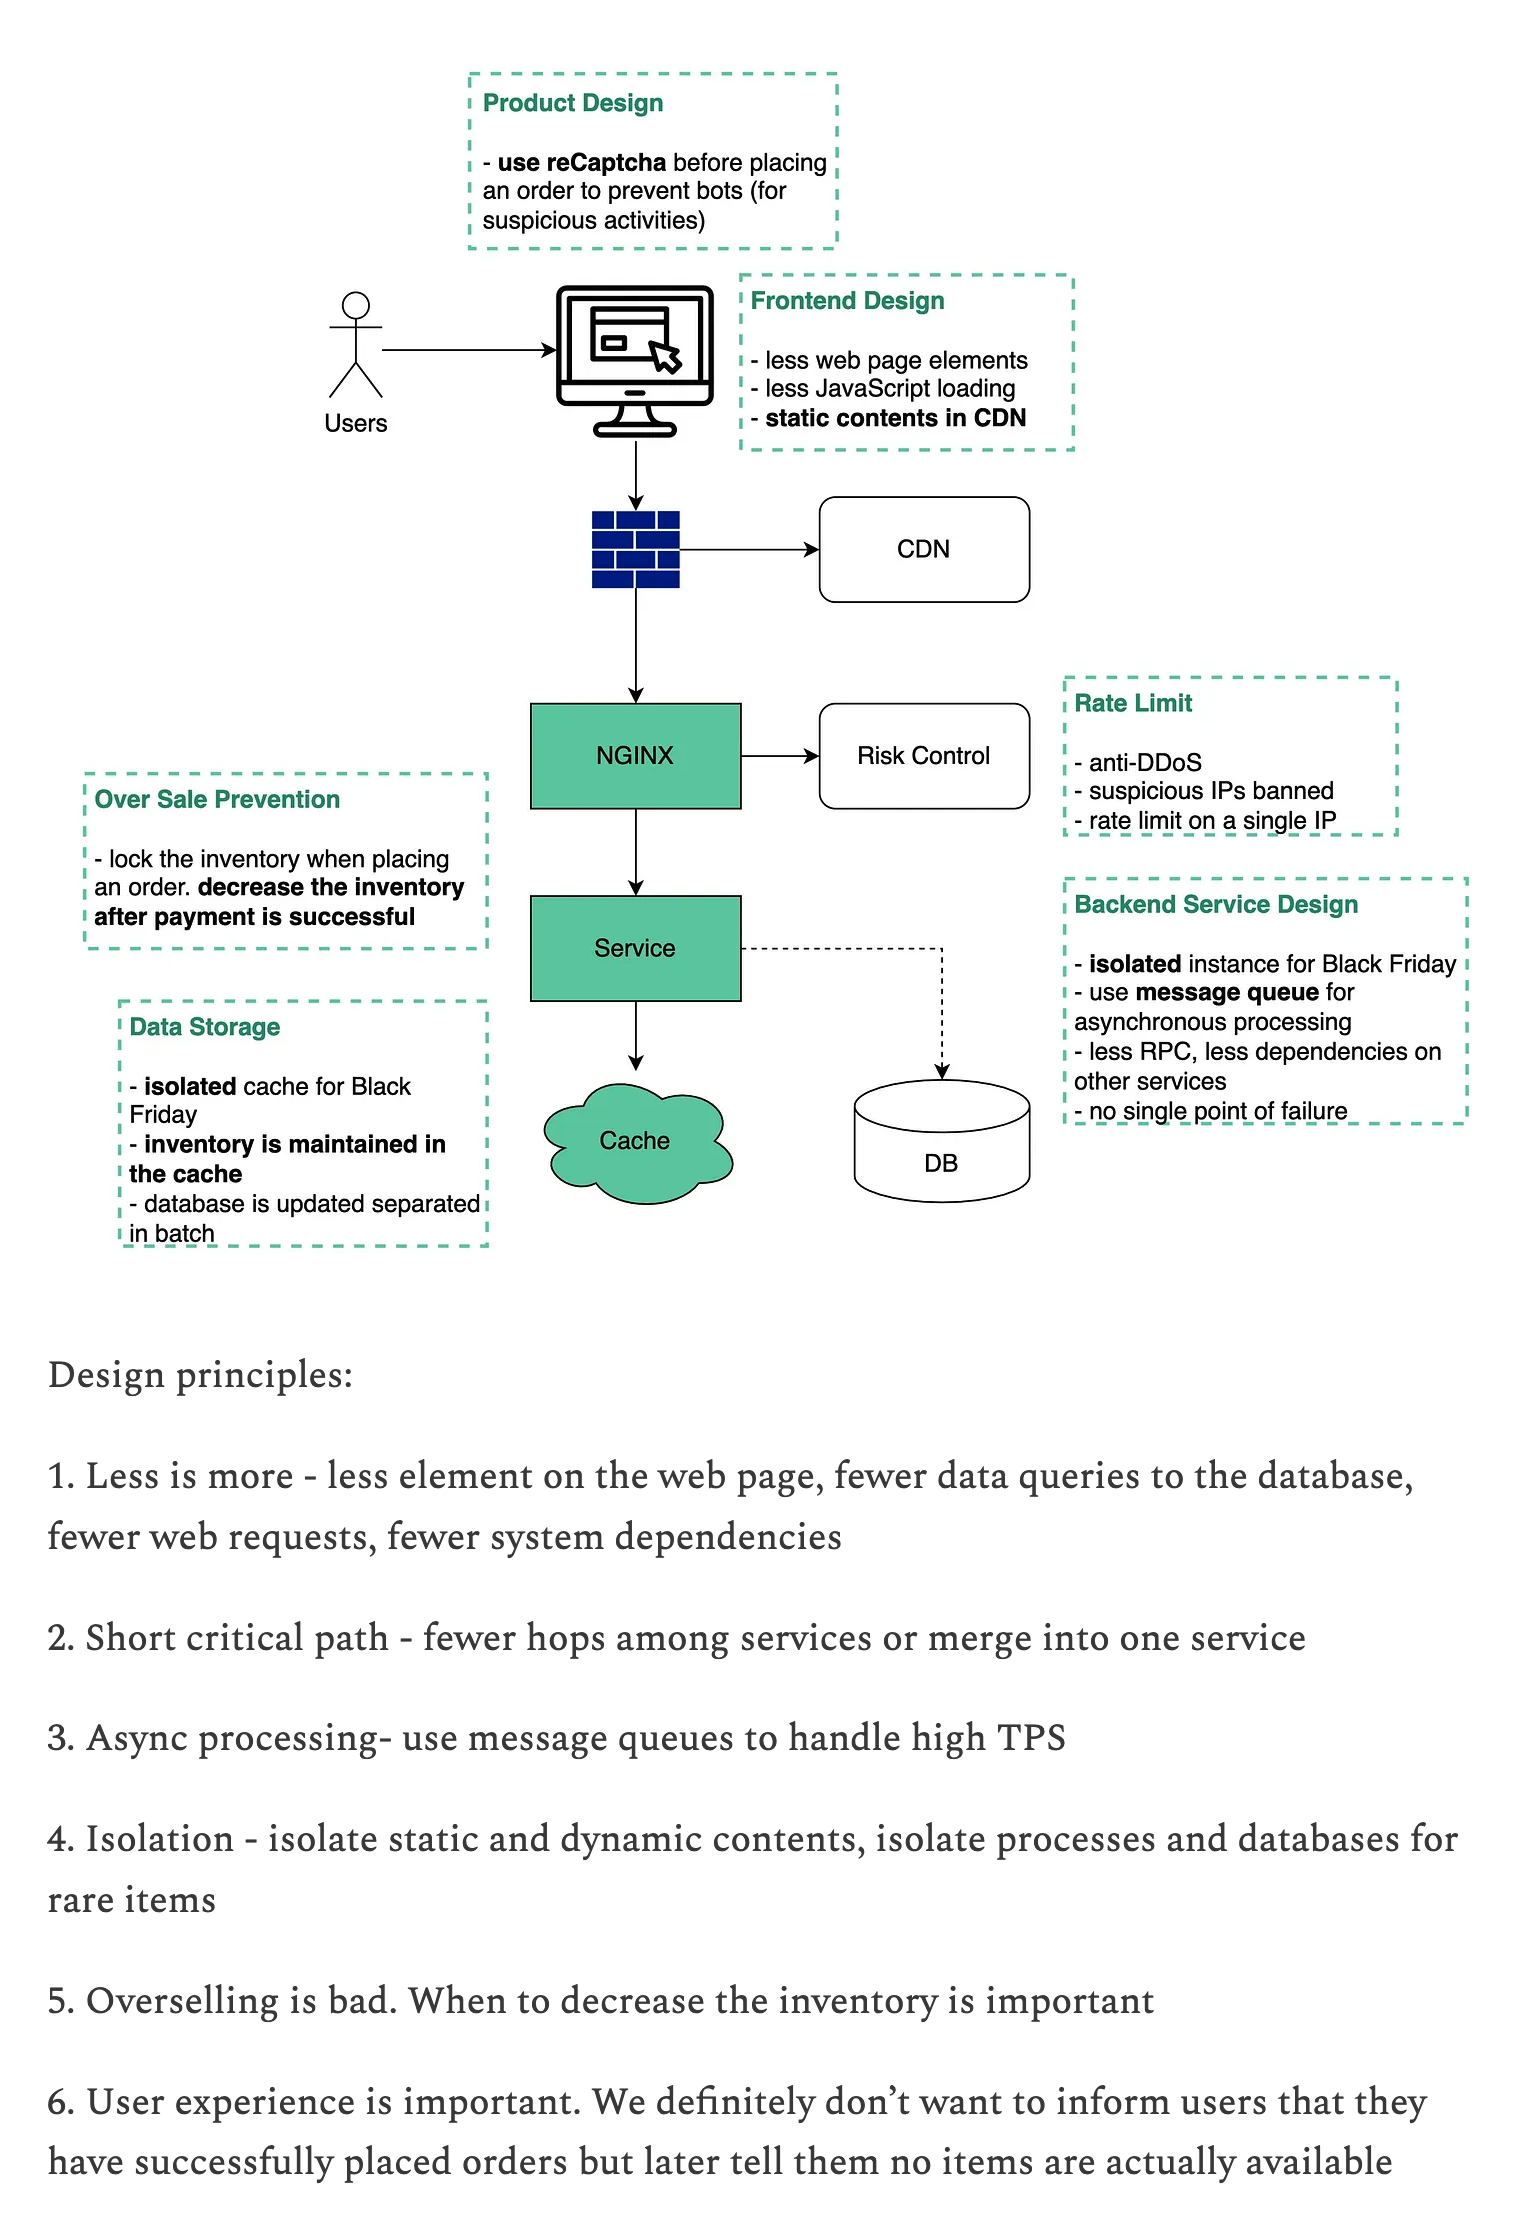 Product Design
- use reCaptcha before placing
an order to prevent bots (for
suspicious activities)
Users
Frontend Design
- less web page elements
- less JavaScript loading
- static contents in CDN
CDN
NGINX
Risk Control
Rate Limit
- anti-DDoS
- suspicious IPs banned
- rate limit on a single IP
Over Sale Prevention
- lock the inventory when placing
an order. decrease the inventory
after payment is successful
Service
Backend Service Design
- isolated instance for Black Friday
- use message queue for
asynchronous processing
- less RPC, less dependencies on
other services
- no single point of failure
Data Storage
- isolated cache for Black
Friday
- inventory is maintained in
the cache
- database is updated separated
in batch
Cache
DB
Design principles:
1. Less is more - less element on the web page, fewer data queries to the database,
fewer web requests, fewer system dependencies
2. Short critical path - fewer hops among services or merge into one service
3. Async processing- use message queues to handle high TPS
4. Isolation - isolate static and dynamic contents, isolate processes and databases for
rare items
5. Overselling is bad. When to decrease the inventory is important
6. User experience is important. We definitely don’t want to inform users that they
have successfully placed orders but later tell them no items are actually available